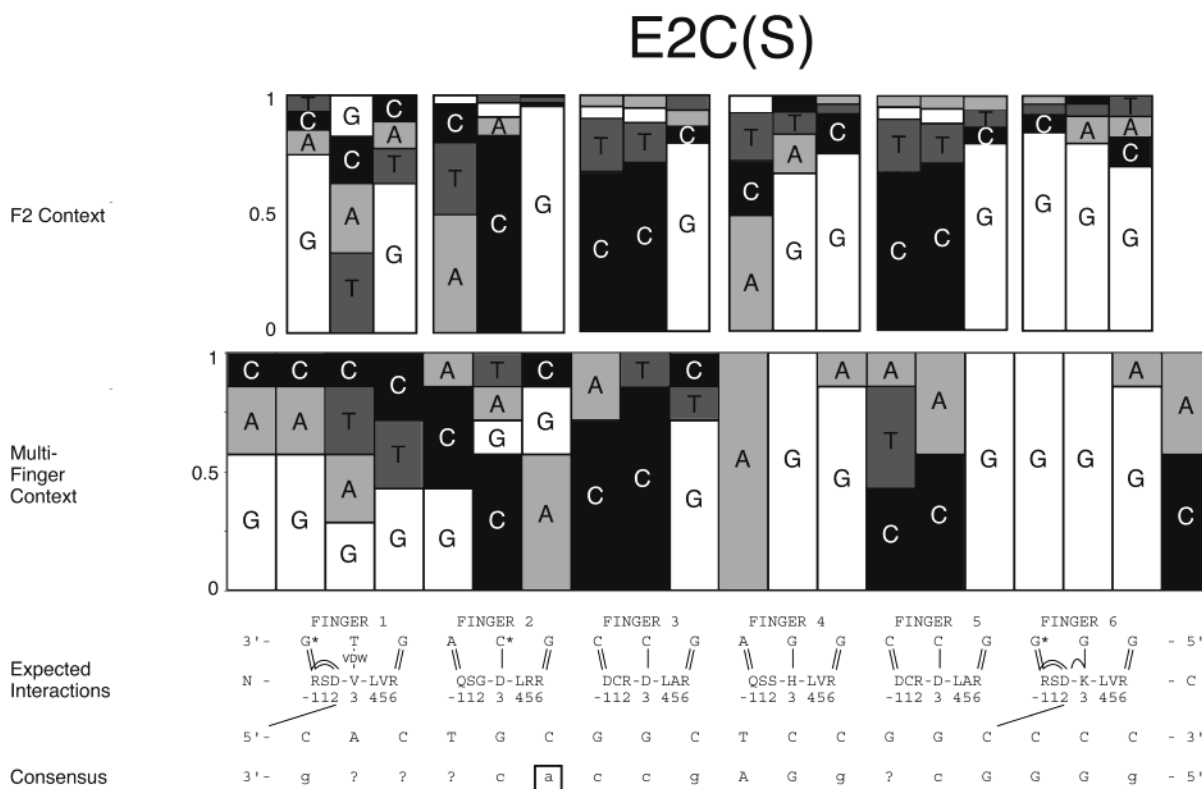 E2C(S)
1
T G C
C A
A C T
G A G
T
C A
T C G
A
T T C
C C G
T C
C A
A G G
T T T
C C C
G
C T
A A
G G C
G
F2 Context
0.5
0
1
C C C C A T C A T C A A A
A A T T C A G C C T A G G T A G G G G A
G G A G G G A G C C C
G C
Multi-
Finger
Context
0.5
0
FINGER 1 FINGER 2 FINGER 3 FINGER 4 FINGER 5 FINGER 6
3'- G* T G A C* G C C G A G G C C G G* G G - 5'
VDW
Expected
Interactions
N - RSD-V-LVR QSG-D-LRR DCR-D-LAR QSS-H-LVR DCR-D-LAR RSD-K-LVR - C
-112 3 456 -112 3 456 -112 3 456 -112 3 456 -112 3 456 -112 3 456
5'- C A C T G C G G C T C C G G C C C C - 3'
Consensus 3'- g ? ? ? c a c c g A G g ? c G G G g - 5'